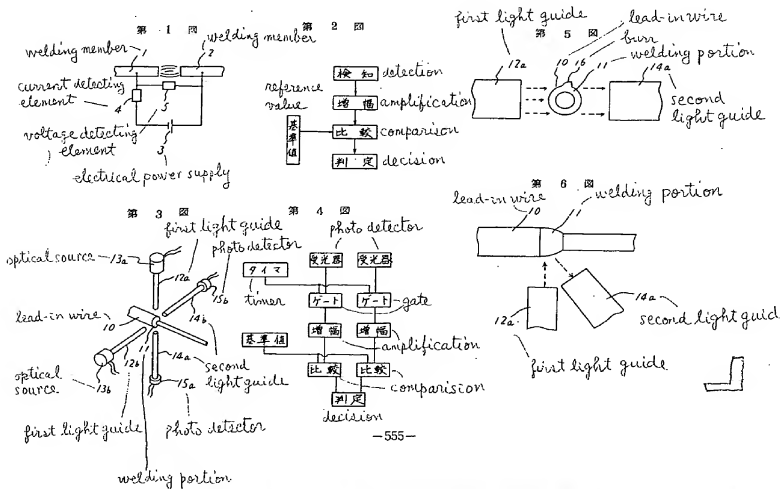 第 1 図
welding member
welding member
1
2
current detecting
element
4
5
voltage detecting
element
3
electrical power supply
第 2 図
reference
value
検知
detection
増幅
amplification
基準値
比較
comparison
判定
decision
first light guide
lead-in wire
第 5 図
burr
welding portion
12a
10
16
11
14a
second
light guide
第 3 図
first light guide
photo detector
optical source
13a
12a
15b
lead-in wire
10
14b
11
14a
second
light guide
optical
source
13b
12b
15a
first light guide
photo detector
welding portion
第 4 図
photo detector
受光器
受光器
タイマ
timer
ゲート
ゲート
gate
増幅
増幅
amplification
基準値
比較
比較
comparision
判定
decision
第 6 図
lead-in wire
10
11
welding portion
12a
14a
second light guid
first light guide
—555—